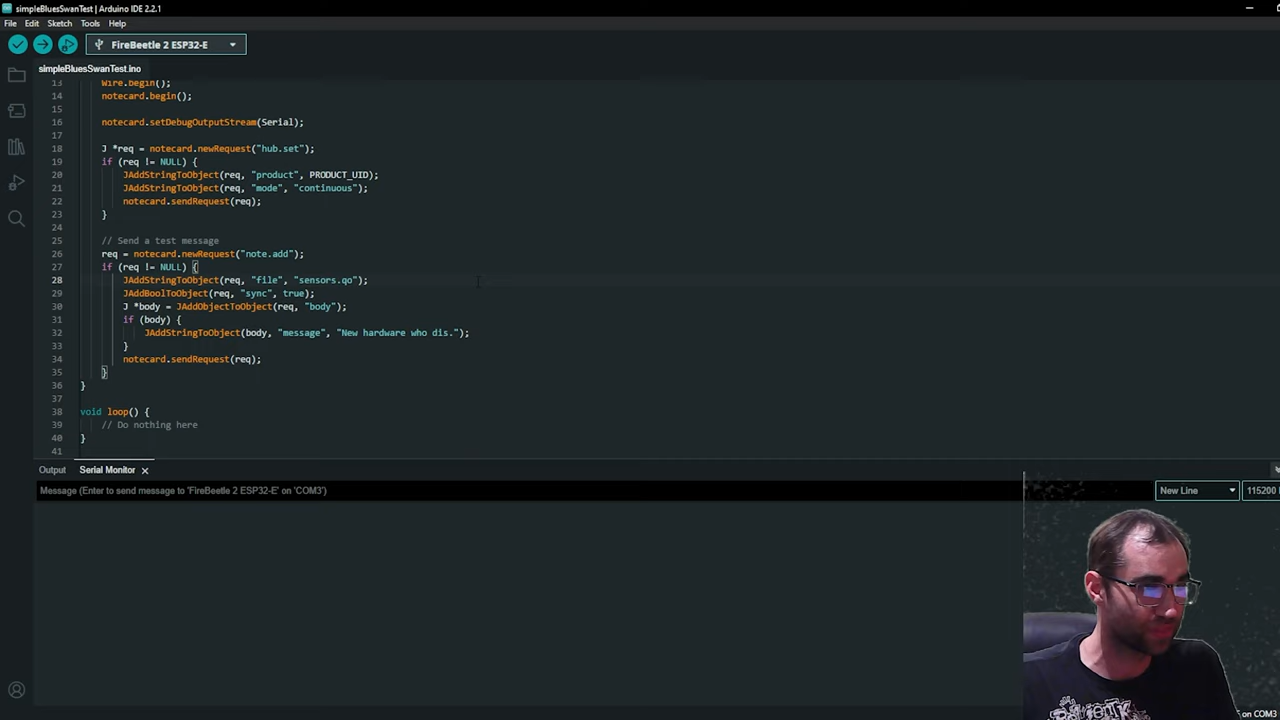 simpleBluesSwanTest | Arduino IDE 2.2.1
File Edit Sketch Tools Help
FireBeetle 2 ESP32-E
simpleBluesSwanTest.ino
13 Wire.begin();
14 notecard.begin();
15
16 notecard.setDebugOutputStream(Serial);
17
18 J *req = notecard.newRequest("hub.set");
19 if (req != NULL) {
20 JAddStringToObject(req, "product", PRODUCT_UID);
21 JAddStringToObject(req, "mode", "continuous");
22 notecard.sendRequest(req);
23 }
24
25 // Send a test message
26 req = notecard.newRequest("note.add");
27 if (req != NULL) {
28 JAddStringToObject(req, "file", "sensors.qo");
29 JAddBoolToObject(req, "sync", true);
30 J *body = JAddObjectToObject(req, "body");
31 if (body) {
32 JAddStringToObject(body, "message", "New hardware who dis.");
33 }
34 notecard.sendRequest(req);
35 }
36 }
37
38 void loop() {
39 // Do nothing here
40 }
41
Output Serial Monitor
Message (Enter to send message to 'FireBeetle 2 ESP32-E' on 'COM3') New Line 115200
on COM3